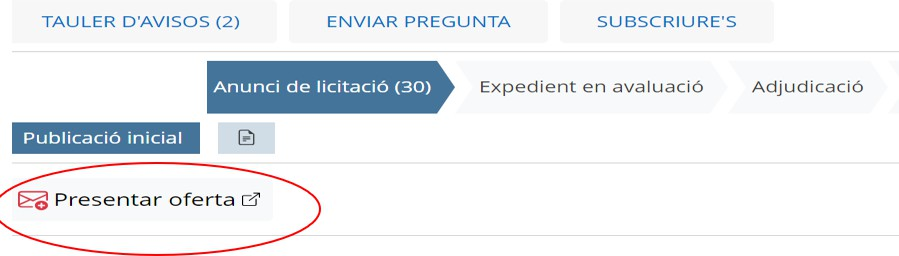 TAULER D'AVISOS (2) ENVIAR PREGUNTA SUBSCRIURE'S
Anunci de licitació (30) Expedient en avaluació Adjudicació
Publicació inicial
Presentar oferta